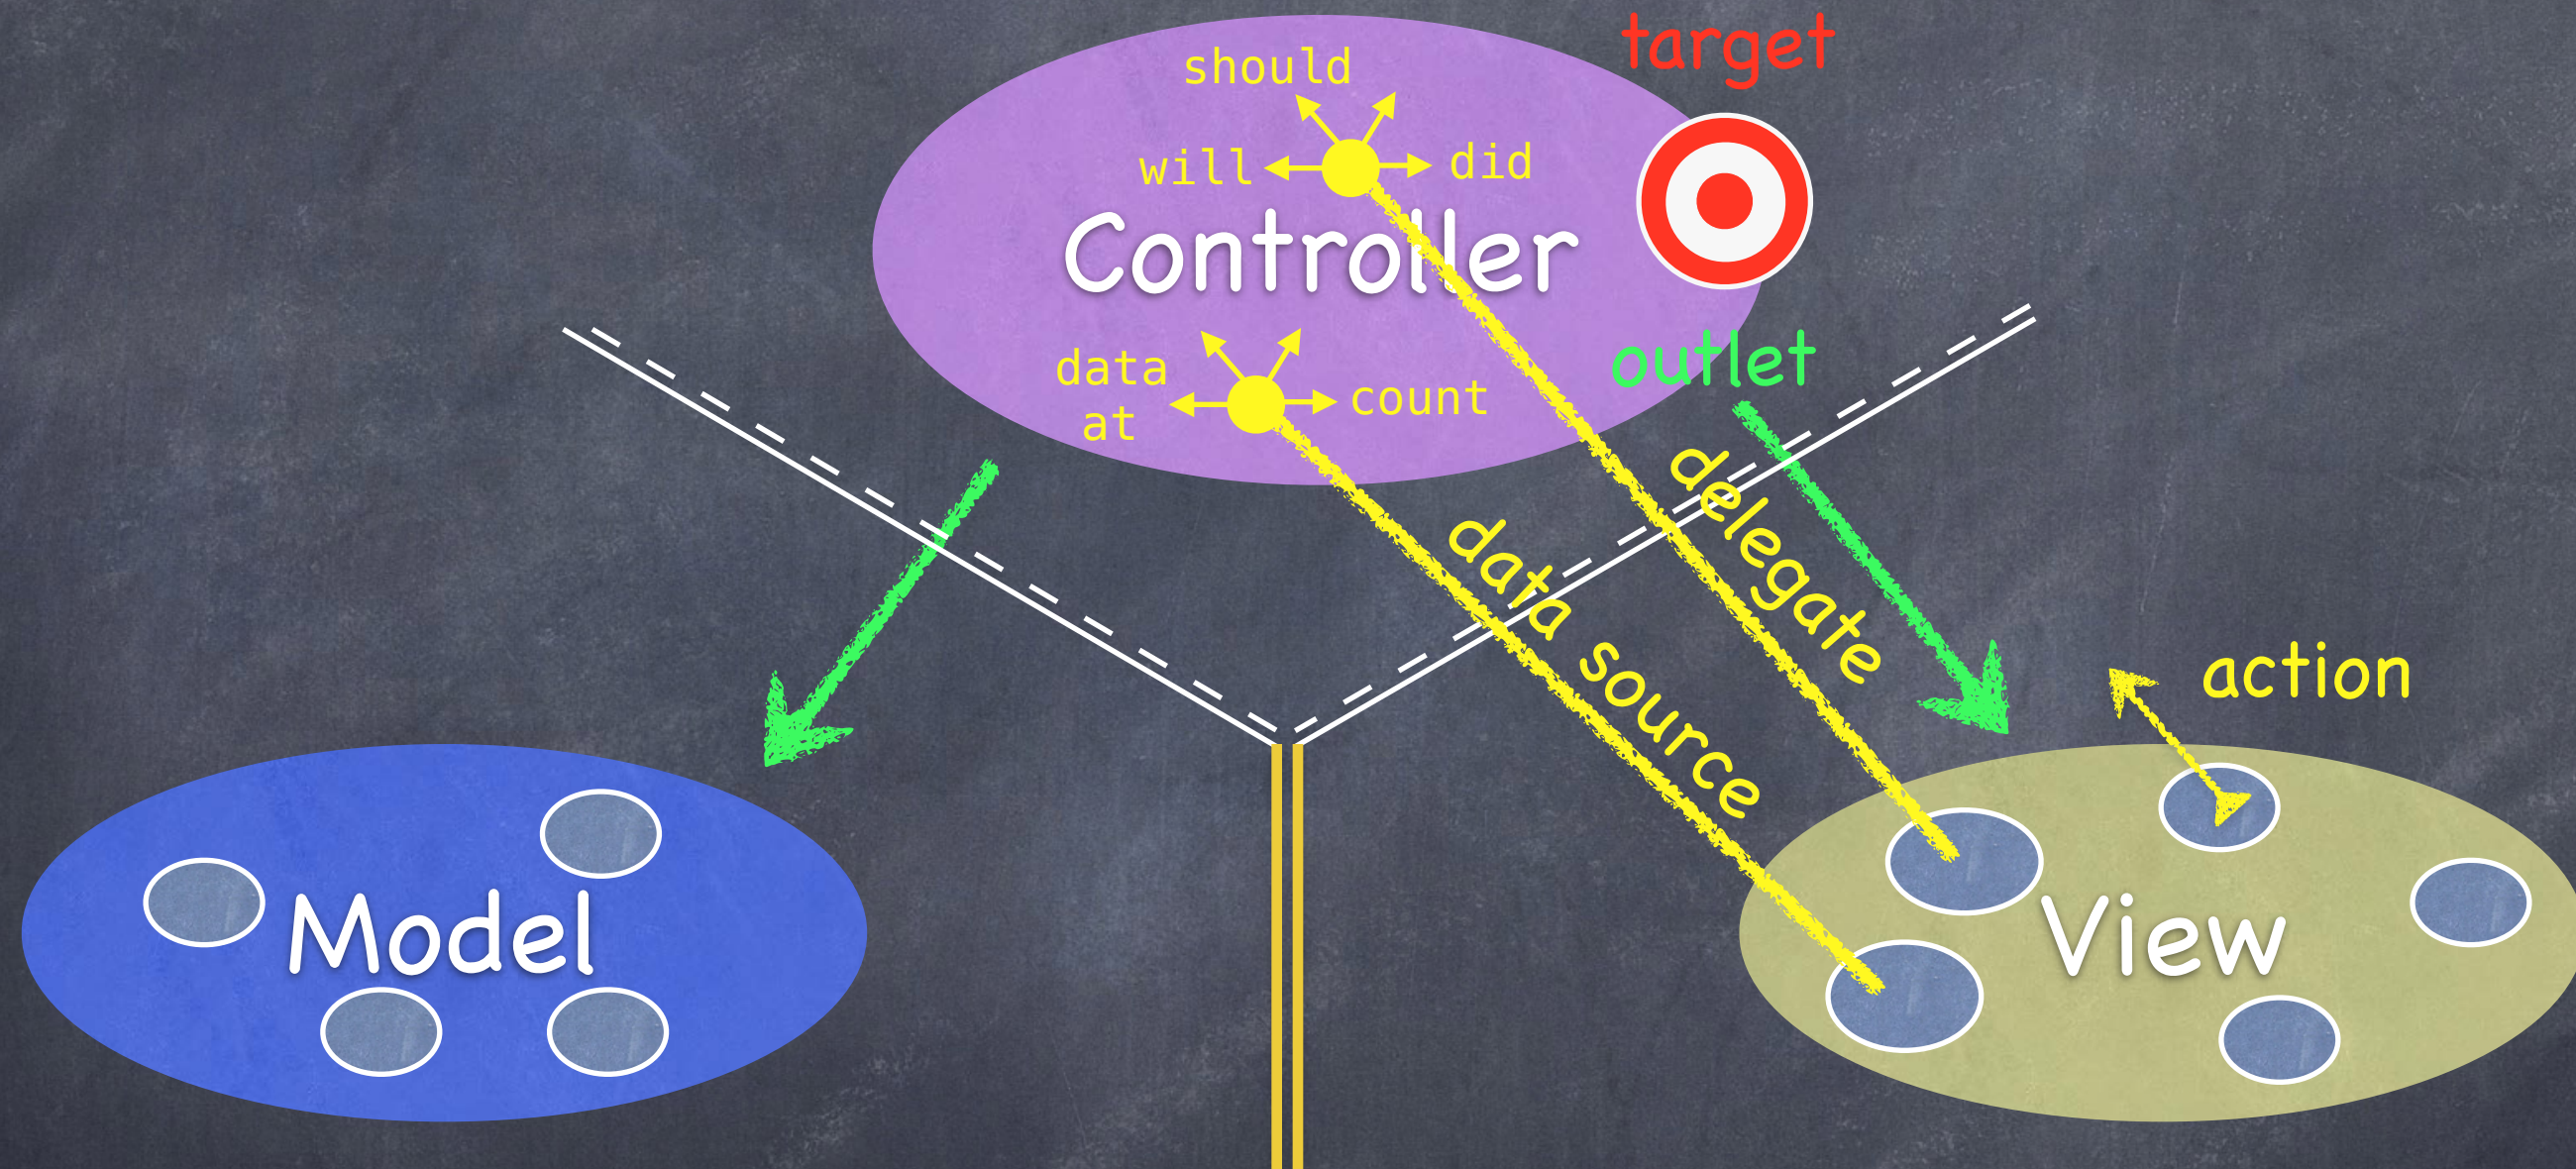 target
should
will
did
Controller
outlet
data
at
count
delegate
data source
action
Model
View